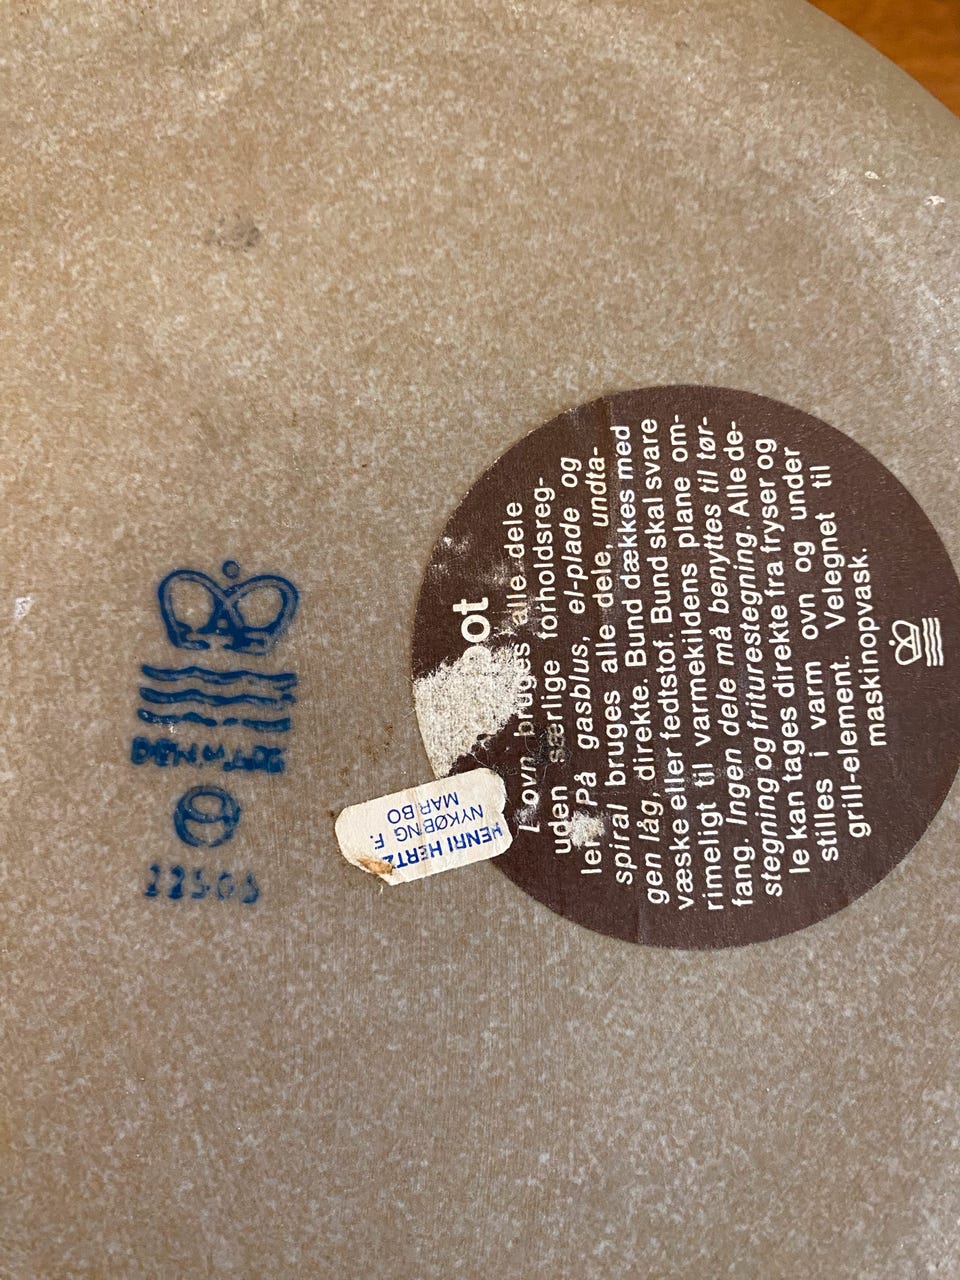 DENMARK
22505
HENRI HERTZ
NYKØBING F.
MARIBO
ot
I ovn bruges alle dele
uden særlige forholdsreg-
ler. På gasblus, el-plade og
spiral bruges alle dele, undta-
gen låg, direkte. Bund dækkes med
væske eller fedtstof. Bund skal svare
rimeligt til varmekildens plane om-
fang. Ingen dele må benyttes til tør-
stegning og friturestegning. Alle de-
le kan tages direkte fra fryser og
stilles i varm ovn og under
grill-element. Velegnet til
maskinopvask.